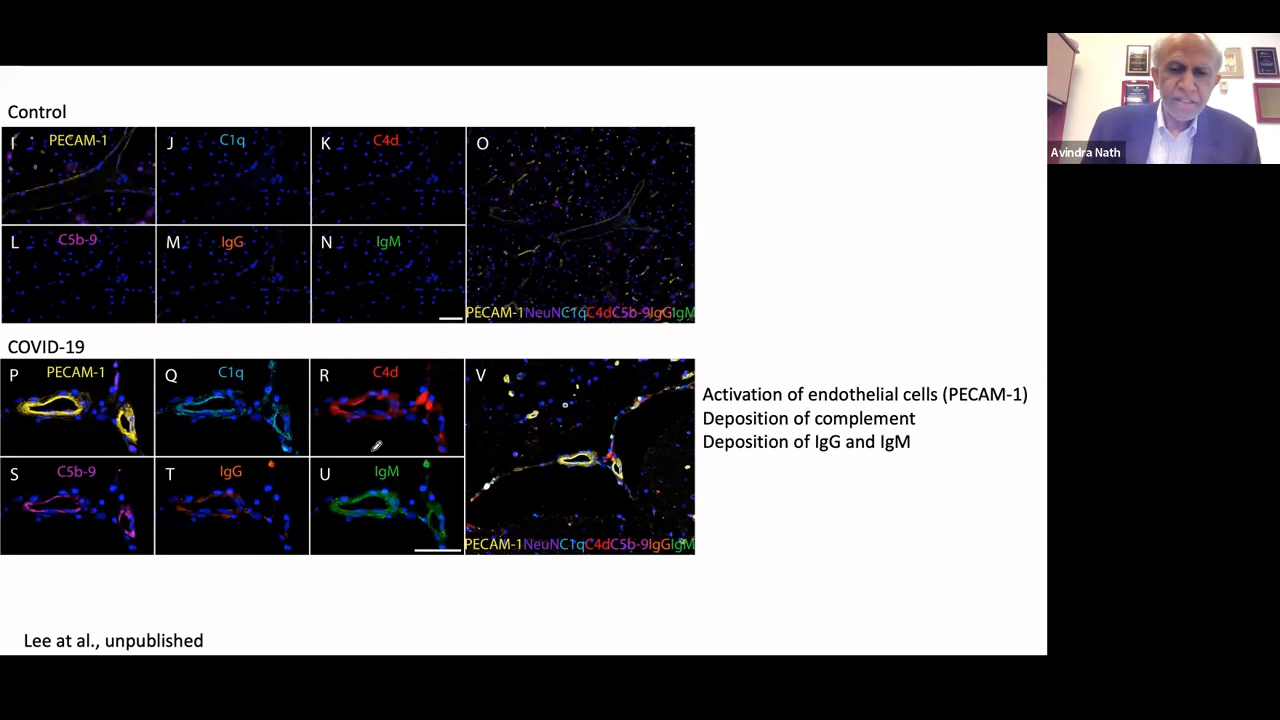 Control
I PECAM-1
J C1q
K C4d
O
L C5b-9
M IgG
N IgM
PECAM-1NeuNC1qC4dC5b-9IgGIgM
COVID-19
P PECAM-1
Q C1q
R C4d
V
S C5b-9
T IgG
U IgM
PECAM-1NeuNC1qC4dC5b-9IgGIgM
Activation of endothelial cells (PECAM-1)
Deposition of complement
Deposition of IgG and IgM
Lee at al., unpublished
Avindra Nath